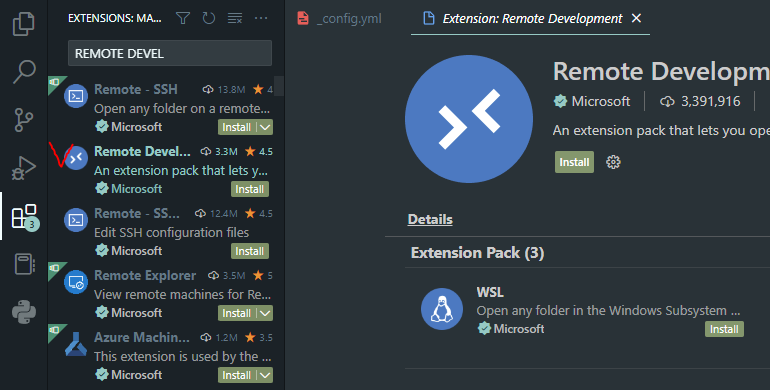 EXTENSIONS: MA...
REMOTE DEVEL
Remote - SSH 13.8M 4
Open any folder on a remote...
Microsoft Install
Remote Devel... 3.3M 4.5
An extension pack that lets y...
Microsoft Install
Remote - SS... 12.4M 4.5
Edit SSH configuration files
Microsoft Install
Remote Explorer 3.5M 5
View remote machines for Re...
Microsoft Install
Azure Machin... 1.2M 3.5
This extension is used by the ...
Microsoft Install
3
_config.yml
Extension: Remote Development
Remote Developm
Microsoft 3,391,916
An extension pack that lets you ope
Install
Details
Extension Pack (3)
WSL
Open any folder in the Windows Subsystem ...
Microsoft Install